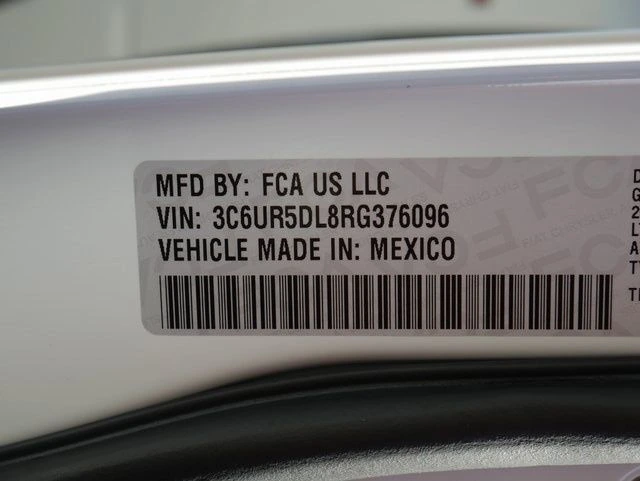 MFD BY: FCA US LLC
VIN: 3C6UR5DL8RG376096
VEHICLE MADE IN: MEXICO